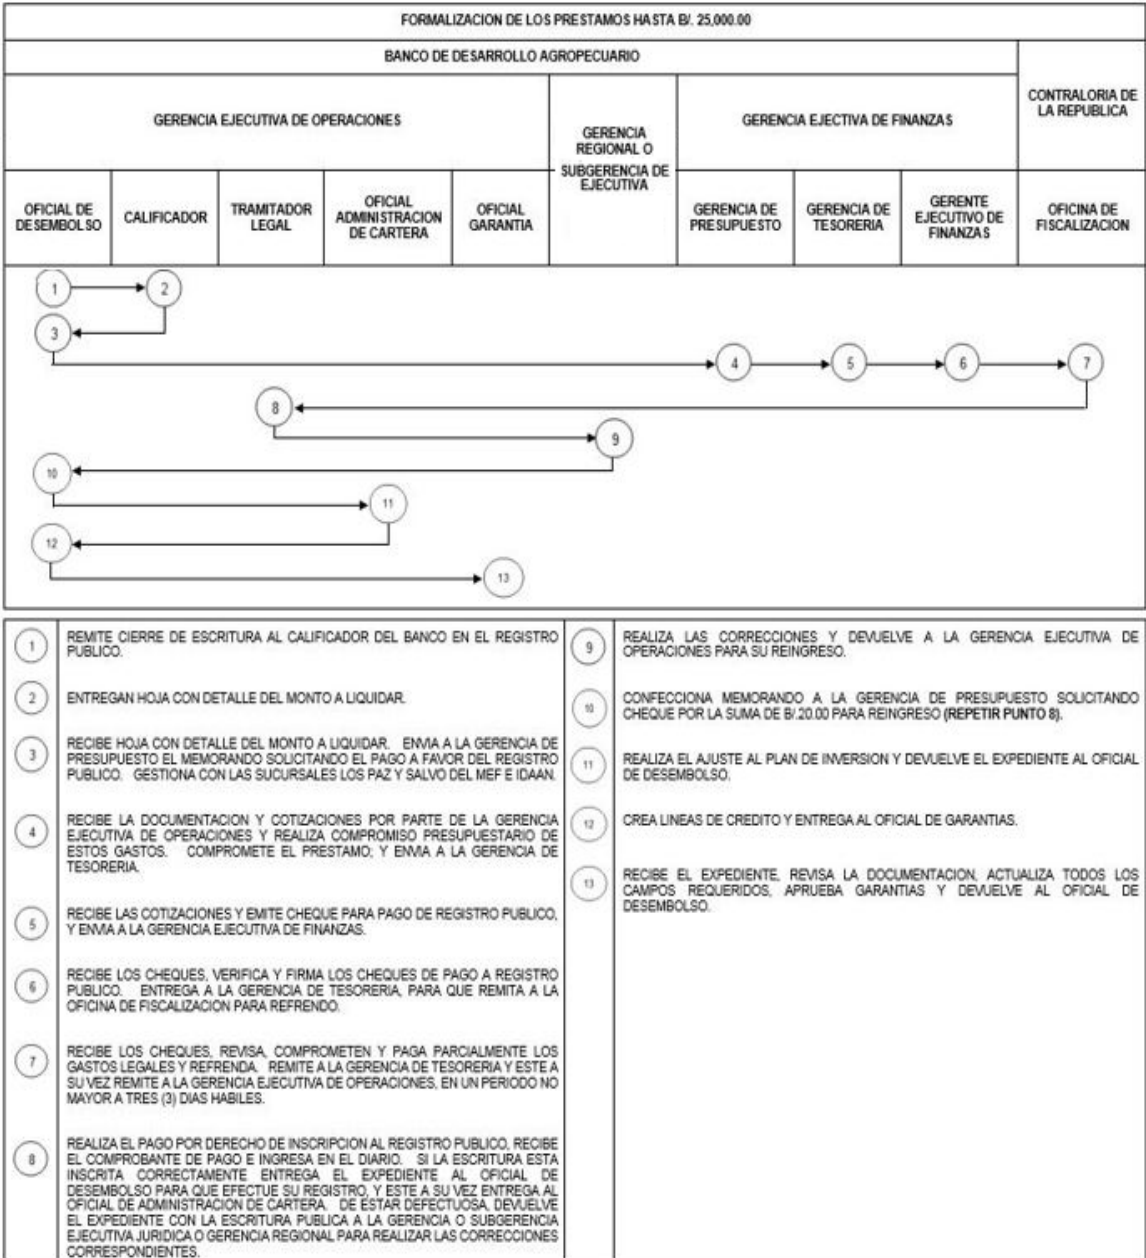 FORMALIZACION DE LOS PRESTAMOS HASTA B/. 25,000.00
BANCO DE DESARROLLO AGROPECUARIO
CONTRALORIA DE
LA REPUBLICA
GERENCIA EJECUTIVA DE OPERACIONES
GERENCIA
REGIONAL O
SUBGERENCIA DE
EJECUTIVA
GERENCIA EJECTIVA DE FINANZAS
OFICIAL DE
DESEMBOLSO
CALIFICADOR
TRAMITADOR
LEGAL
OFICIAL
ADMINISTRACION
DE CARTERA
OFICIAL
GARANTIA
GERENCIA DE
PRESUPUESTO
GERENCIA DE
TESORERIA
GERENTE
EJECUTIVO DE
FINANZAS
OFICINA DE
FISCALIZACION
1
2
3
4
5
6
7
8
9
10
11
12
13
1
REMITE CIERRE DE ESCRITURA AL CALIFICADOR DEL BANCO EN EL REGISTRO
PUBLICO.
2
ENTREGAN HOJA CON DETALLE DEL MONTO A LIQUIDAR.
3
RECIBE HOJA CON DETALLE DEL MONTO A LIQUIDAR. ENVIA A LA GERENCIA DE
PRESUPUESTO EL MEMORANDO SOLICITANDO EL PAGO A FAVOR DEL REGISTRO
PUBLICO. GESTIONA CON LAS SUCURSALES LOS PAZ Y SALVO DEL MEF E IDAAN.
4
RECIBE LA DOCUMENTACION Y COTIZACIONES POR PARTE DE LA GERENCIA
EJECUTIVA DE OPERACIONES Y REALIZA COMPROMISO PRESUPUESTARIO DE
ESTOS GASTOS. COMPROMETE EL PRESTAMO; Y ENVIA A LA GERENCIA DE
TESORERIA.
5
RECIBE LAS COTIZACIONES Y EMITE CHEQUE PARA PAGO DE REGISTRO PUBLICO,
Y ENVIA A LA GERENCIA EJECUTIVA DE FINANZAS.
6
RECIBE LOS CHEQUES, VERIFICA Y FIRMA LOS CHEQUES DE PAGO A REGISTRO
PUBLICO. ENTREGA A LA GERENCIA DE TESORERIA, PARA QUE REMITA A LA
OFICINA DE FISCALIZACION PARA REFRENDO.
7
RECIBE LOS CHEQUES, REVISA, COMPROMETEN Y PAGA PARCIALMENTE LOS
GASTOS LEGALES Y REFRENDA. REMITE A LA GERENCIA DE TESORERIA Y ESTE A
SU VEZ REMITE A LA GERENCIA EJECUTIVA DE OPERACIONES, EN UN PERIODO NO
MAYOR A TRES (3) DIAS HABILES.
8
REALIZA EL PAGO POR DERECHO DE INSCRIPCION AL REGISTRO PUBLICO, RECIBE
EL COMPROBANTE DE PAGO E INGRESA EN EL DIARIO. SI LA ESCRITURA ESTA
INSCRITA CORRECTAMENTE ENTREGA EL EXPEDIENTE AL OFICIAL DE
DESEMBOLSO PARA QUE EFECTUE SU REGISTRO, Y ESTE A SU VEZ ENTREGA AL
OFICIAL DE ADMINISTRACION DE CARTERA. DE ESTAR DEFECTUOSA, DEVUELVE
EL EXPEDIENTE CON LA ESCRITURA PUBLICA A LA GERENCIA O SUBGERENCIA
EJECUTIVA JURIDICA O GERENCIA REGIONAL PARA REALIZAR LAS CORRECCIONES
CORRESPONDIENTES.
9
REALIZA LAS CORRECCIONES Y DEVUELVE A LA GERENCIA EJECUTIVA DE
OPERACIONES PARA SU REINGRESO.
10
CONFECCIONA MEMORANDO A LA GERENCIA DE PRESUPUESTO SOLICITANDO
CHEQUE POR LA SUMA DE B/.20.00 PARA REINGRESO (REPETIR PUNTO 8).
11
REALIZA EL AJUSTE AL PLAN DE INVERSION Y DEVUELVE EL EXPEDIENTE AL OFICIAL
DE DESEMBOLSO.
12
CREA LINEAS DE CREDITO Y ENTREGA AL OFICIAL DE GARANTIAS.
13
RECIBE EL EXPEDIENTE, REVISA LA DOCUMENTACION, ACTUALIZA TODOS LOS
CAMPOS REQUERIDOS, APRUEBA GARANTIAS Y DEVUELVE AL OFICIAL DE
DESEMBOLSO.